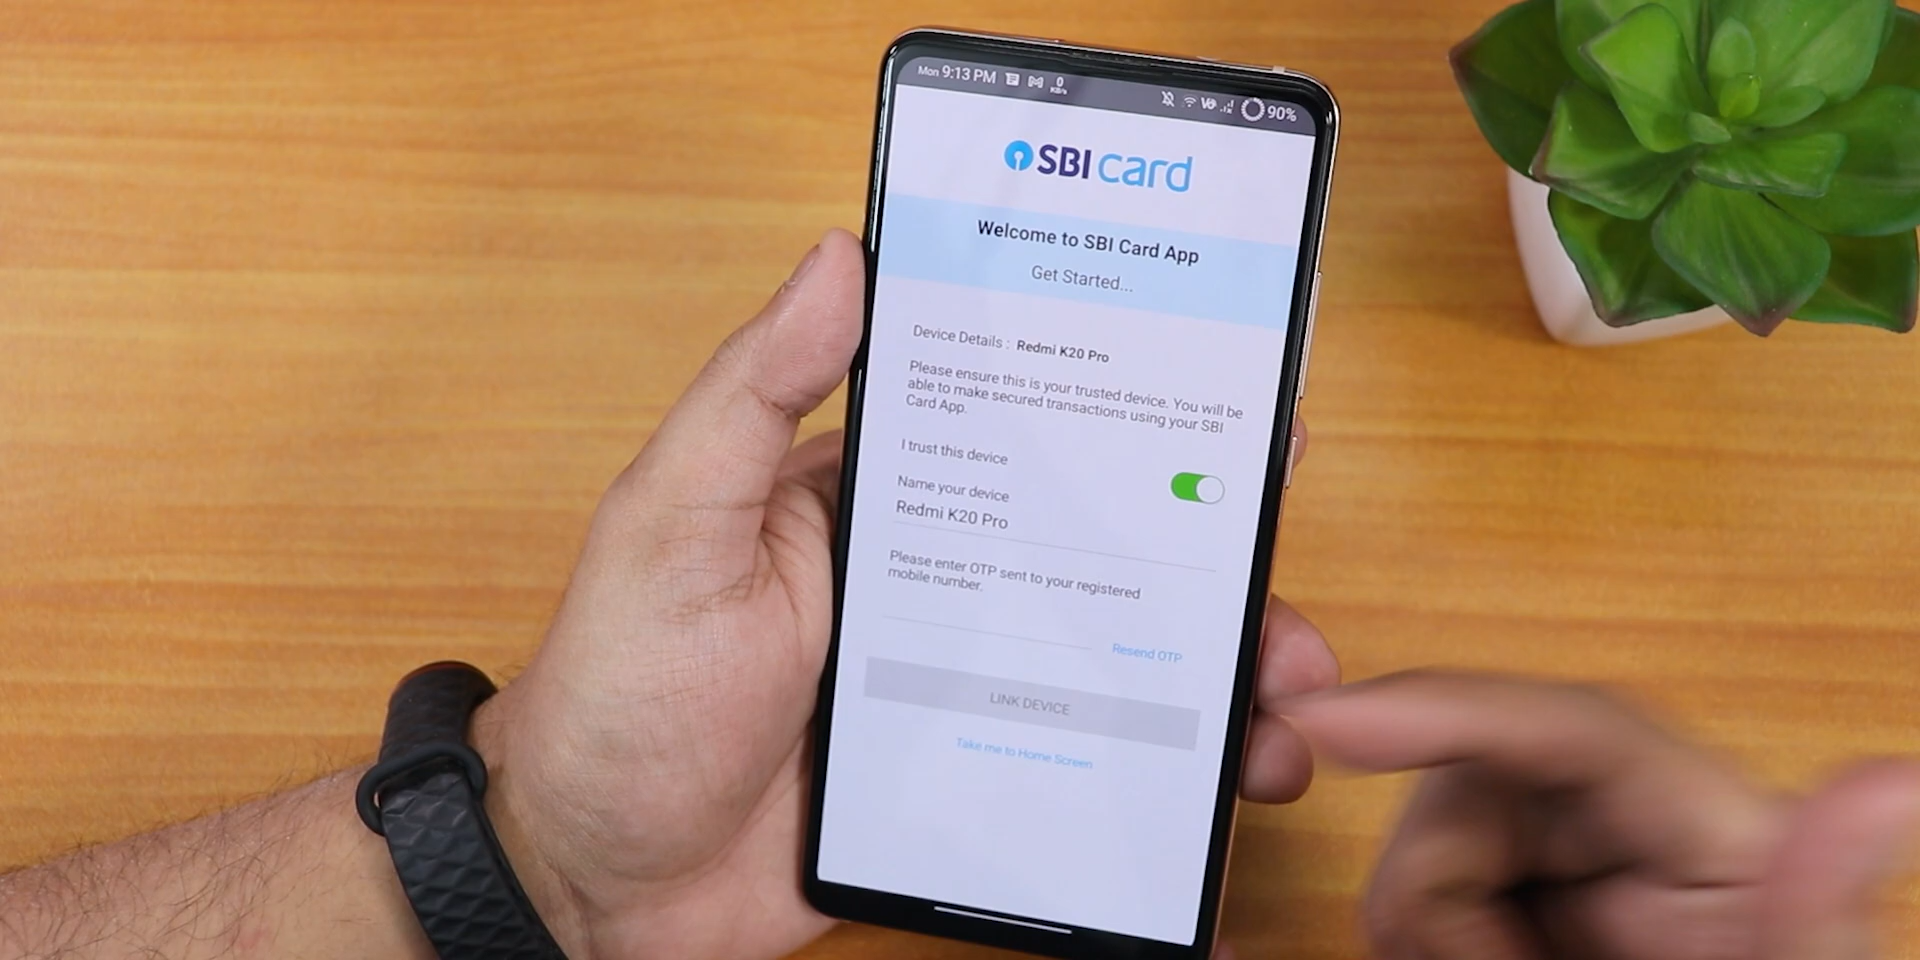 Mon 9:13 PM 0 KB/s 90%
SBI card
Welcome to SBI Card App
Get Started...
Device Details : Redmi K20 Pro
Please ensure this is your trusted device. You will be
able to make secured transactions using your SBI
Card App.
I trust this device
Name your device
Redmi K20 Pro
Please enter OTP sent to your registered
mobile number.
Resend OTP
LINK DEVICE
Take me to Home Screen